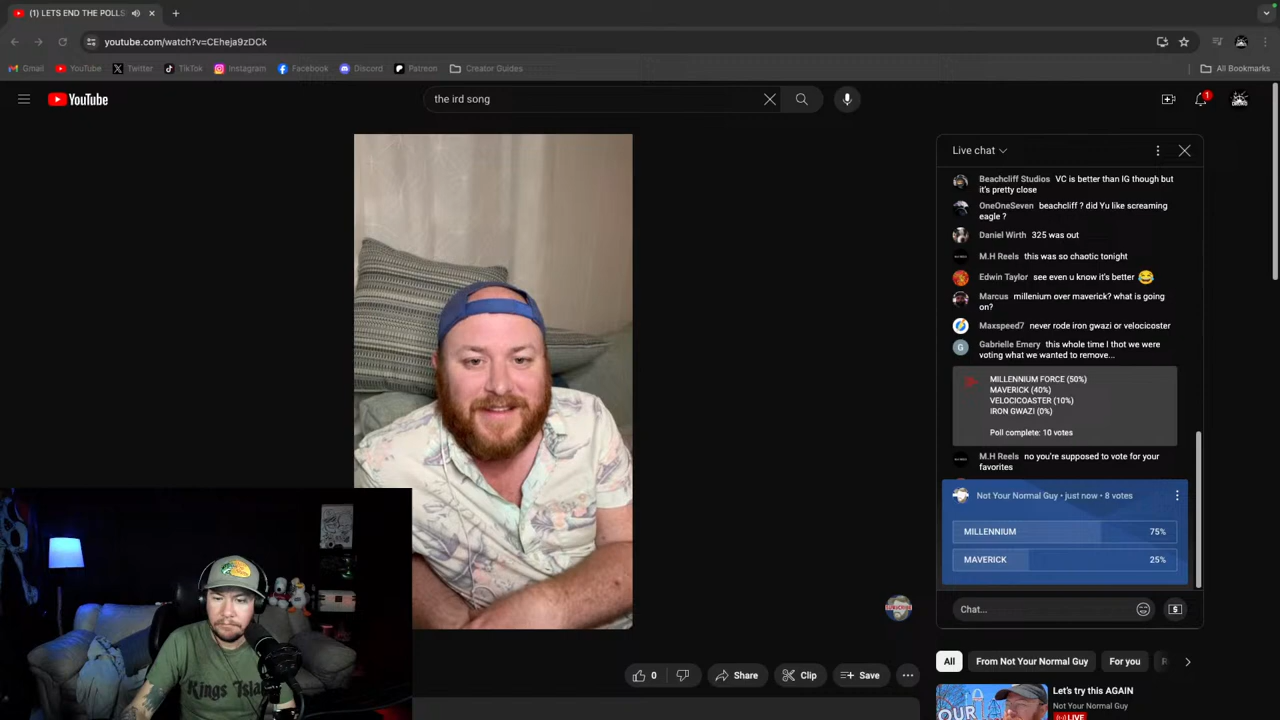 (1) LETS END THE POLLS
youtube.com/watch?v=CEheja9zDCk
Gmail YouTube Twitter TikTok Instagram Facebook Discord Patreon Creator Guides All Bookmarks
YouTube
the ird song
1
Live chat
Beachcliff Studios VC is better than IG though but
it's pretty close
OneOneSeven beachcliff ? did Yu like screaming
eagle ?
Daniel Wirth 325 was out
M.H Reels this was so chaotic tonight
Edwin Taylor see even u know it's better
Marcus millenium over maverick? what is going
on?
Maxspeed7 never rode iron gwazi or velocicoster
Gabrielle Emery this whole time I thot we were
voting what we wanted to remove...
MILLENNIUM FORCE (50%)
MAVERICK (40%)
VELOCICOASTER (10%)
IRON GWAZI (0%)
Poll complete: 10 votes
M.H Reels no you're supposed to vote for your
favorites
Not Your Normal Guy • just now • 8 votes
MILLENNIUM 75%
MAVERICK 25%
Chat...
SUBSCRIBE
0 Share Clip Save
All From Not Your Normal Guy For you
Let's try this AGAIN
Not Your Normal Guy
LIVE
OUR
Kings Island